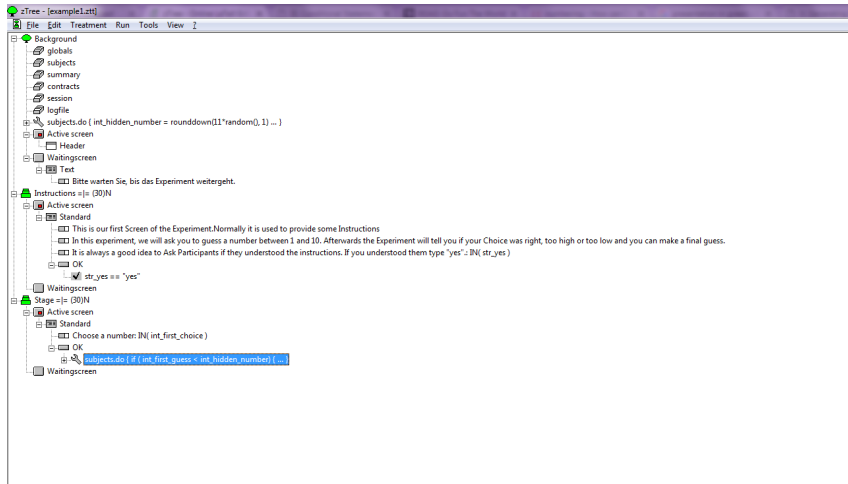 zTree - [example1.ztt]
File Edit Treatment Run Tools View ?
Background
globals
subjects
summary
contracts
session
logfile
subjects.do { int_hidden_number = rounddown(11*random(), 1) ... }
Active screen
Header
Waitingscreen
Text
Bitte warten Sie, bis das Experiment weitergeht.
Instructions =|= (30)N
Active screen
Standard
This is our first Screen of the Experiment.Normally it is used to provide some Instructions
In this experiment, we will ask you to guess a number between 1 and 10. Afterwards the Experiment will tell you if your Choice was right, too high or too low and you can make a final guess.
It is always a good idea to Ask Participants if they understood the instructions. If you understood them type "yes".: IN( str_yes )
OK
str_yes == "yes"
Waitingscreen
Stage =|= (30)N
Active screen
Standard
Choose a number: IN( int_first_choice )
OK
subjects.do { if ( int_first_guess < int_hidden_number) { ... }
Waitingscreen